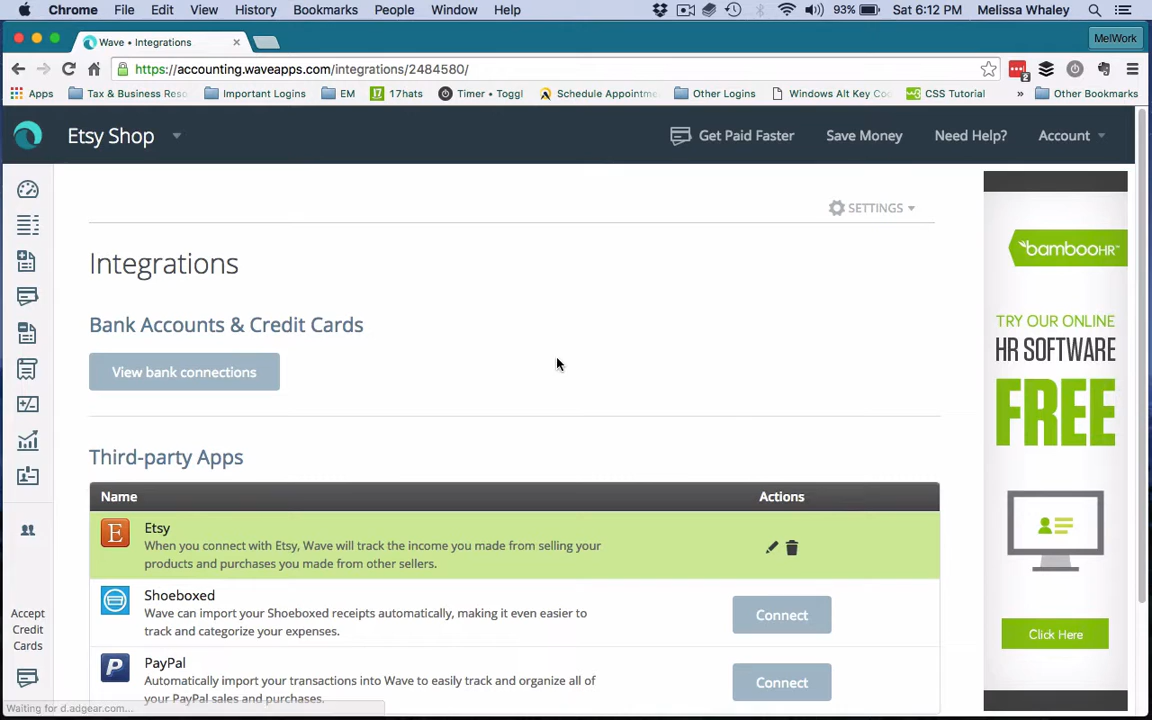 Chrome File Edit View History Bookmarks People Window Help 93% Sat 6:12 PM Melissa Whaley
Wave • Integrations MelWork
https://accounting.waveapps.com/integrations/2484580/ 2
Apps Tax & Business Reso Important Logins EM 17 17hats Timer • Toggl Schedule Appointme Other Logins Windows Alt Key Coc CSS Tutorial » Other Bookmarks
Etsy Shop Get Paid Faster Save Money Need Help? Account
SETTINGS
Integrations
Bank Accounts & Credit Cards
View bank connections
Third-party Apps
Name Actions
E Etsy
When you connect with Etsy, Wave will track the income you made from selling your
products and purchases you made from other sellers.
Shoeboxed
Wave can import your Shoeboxed receipts automatically, making it even easier to
track and categorize your expenses.
Connect
P PayPal
Automatically import your transactions into Wave to easily track and organize all of
your PayPal sales and purchases.
Connect
Accept
Credit
Cards
Waiting for d.adgear.com...
bambooHR™
TRY OUR ONLINE
HR SOFTWARE
FREE
Click Here